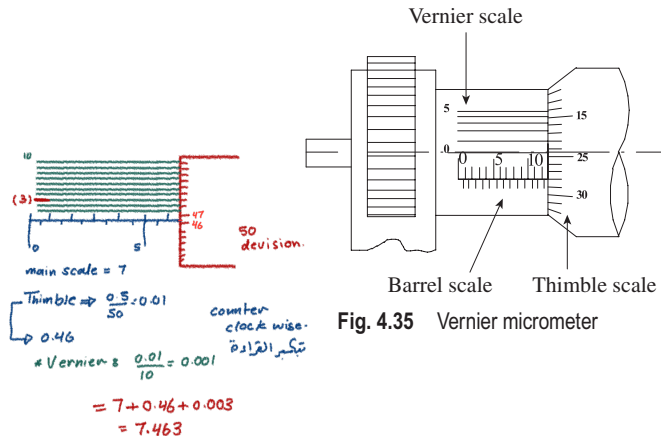 10
(3)
47
46
0
5
50
devision.
main scale = 7
Thimble ⇒ 0.5/50 = 0.01
→ 0.46
counter
clock wise.
* Vernier : 0.01/10 = 0.001
= 7 + 0.46 + 0.003
= 7.463
Vernier scale
5
.0
0 5 10
15
25
30
Barrel scale Thimble scale
Fig. 4.35 Vernier micrometer